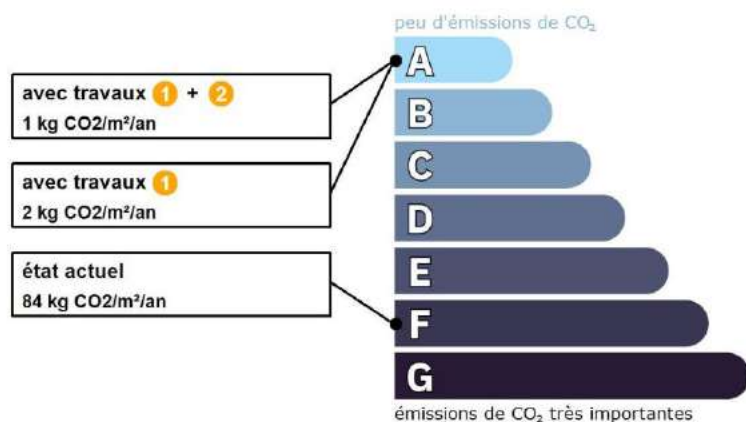 peu d'émissions de CO₂
avec travaux 1 + 2
1 kg CO2/m²/an
avec travaux 1
2 kg CO2/m²/an
état actuel
84 kg CO2/m²/an
A
B
C
D
E
F
G
émissions de CO₂ très importantes